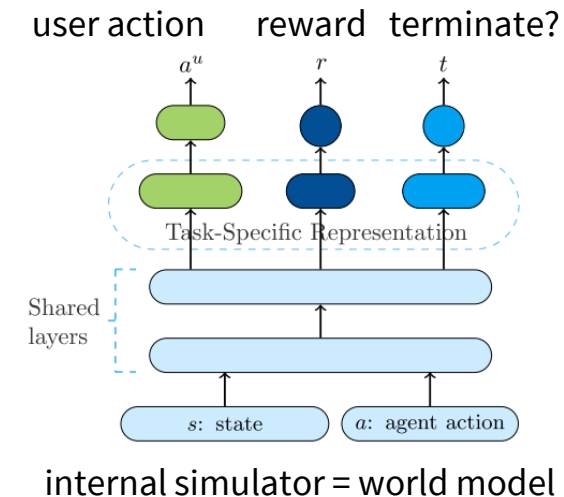 user action reward terminate?
a^u r t
Task-Specific Representation
Shared
layers
s: state a: agent action
internal simulator = world model